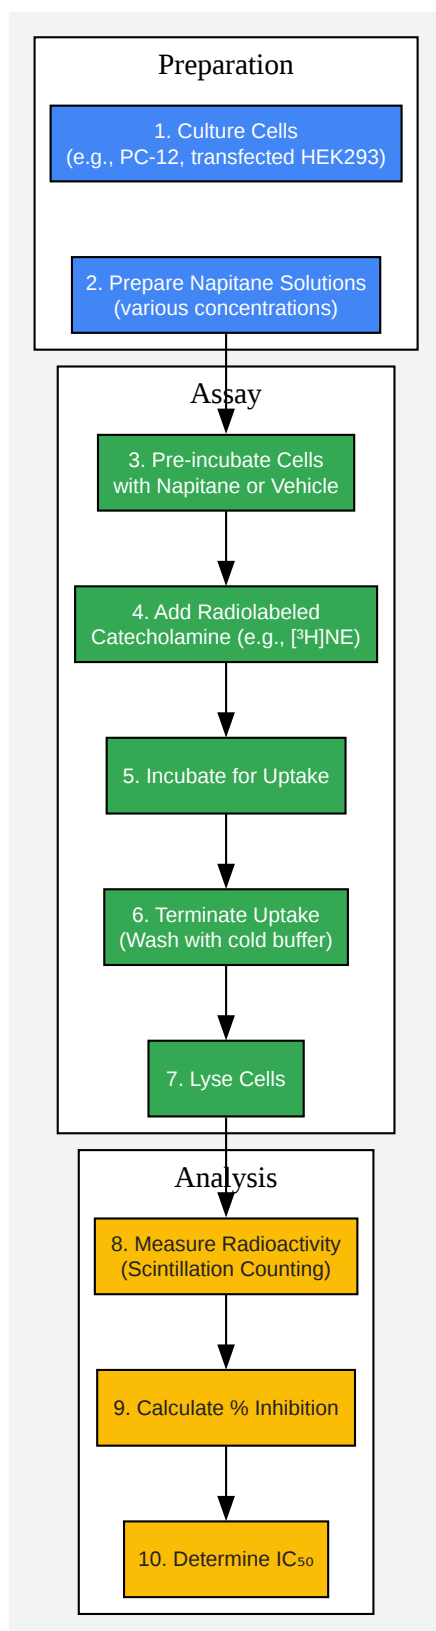 Preparation
1. Culture Cells
(e.g., PC-12, transfected HEK293)
2. Prepare Napitane Solutions
(various concentrations)
Assay
3. Pre-incubate Cells
with Napitane or Vehicle
4. Add Radiolabeled
Catecholamine (e.g., [³H]NE)
5. Incubate for Uptake
6. Terminate Uptake
(Wash with cold buffer)
7. Lyse Cells
Analysis
8. Measure Radioactivity
(Scintillation Counting)
9. Calculate % Inhibition
10. Determine IC₅₀